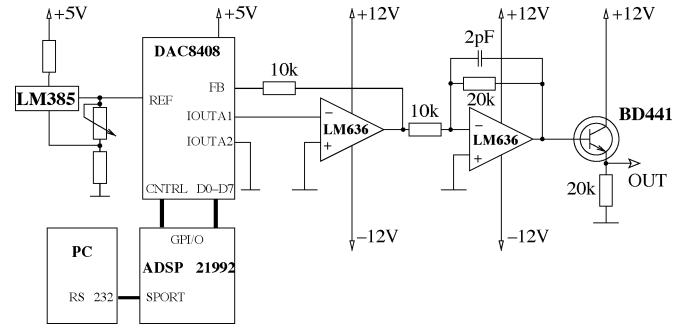 +5V
+5V
+12V
+12V
+12V
DAC8408
2pF
LM385
REF
FB
10k
20k
BD441
IOUTA1
10k
−
LM636
+
−
LM636
+
IOUTA2
OUT
20k
CNTRL D0–D7
−12V
−12V
GPI/O
PC
ADSP 21992
RS 232
SPORT